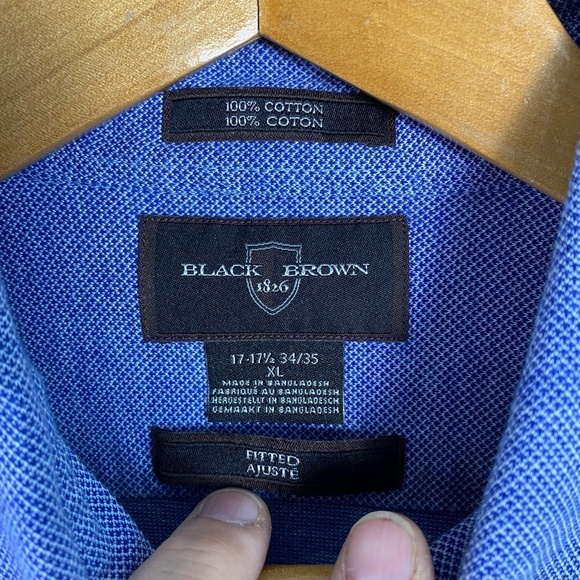 100% COTTON
100% COTON
BLACK BROWN
1826
17-17½ 34/35
XL
MADE IN BANGLADESH
FABRIQUÉ AU BANGLADESH
HERGESTELLT IN BANGLADESCH
GEMAAKT IN BANGLADESH
FITTED
AJUSTÉ